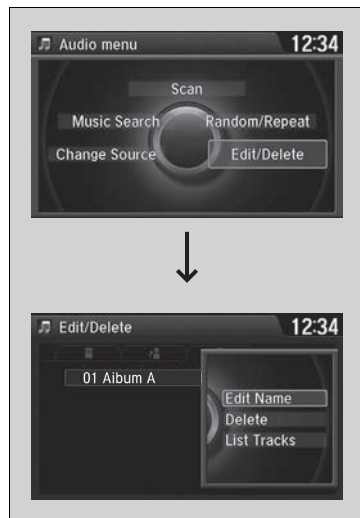 Audio menu 12:34
Scan
Music Search Random/Repeat
Change Source Edit/Delete
Edit/Delete 12:34
01 Aibum A
Edit Name
Delete
List Tracks